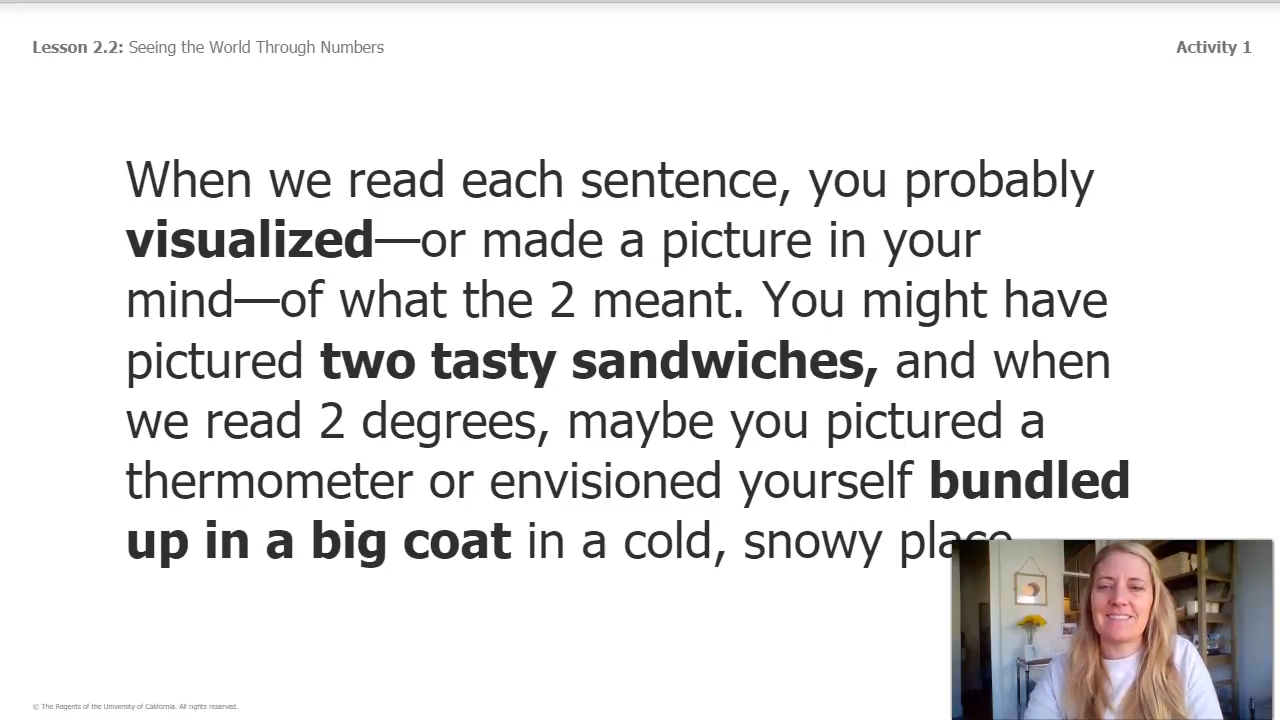 Lesson 2.2: Seeing the World Through Numbers
Activity 1
When we read each sentence, you probably
visualized—or made a picture in your
mind—of what the 2 meant. You might have
pictured two tasty sandwiches, and when
we read 2 degrees, maybe you pictured a
thermometer or envisioned yourself bundled
up in a big coat in a cold, snowy place
© The Regents of the University of California. All rights reserved.